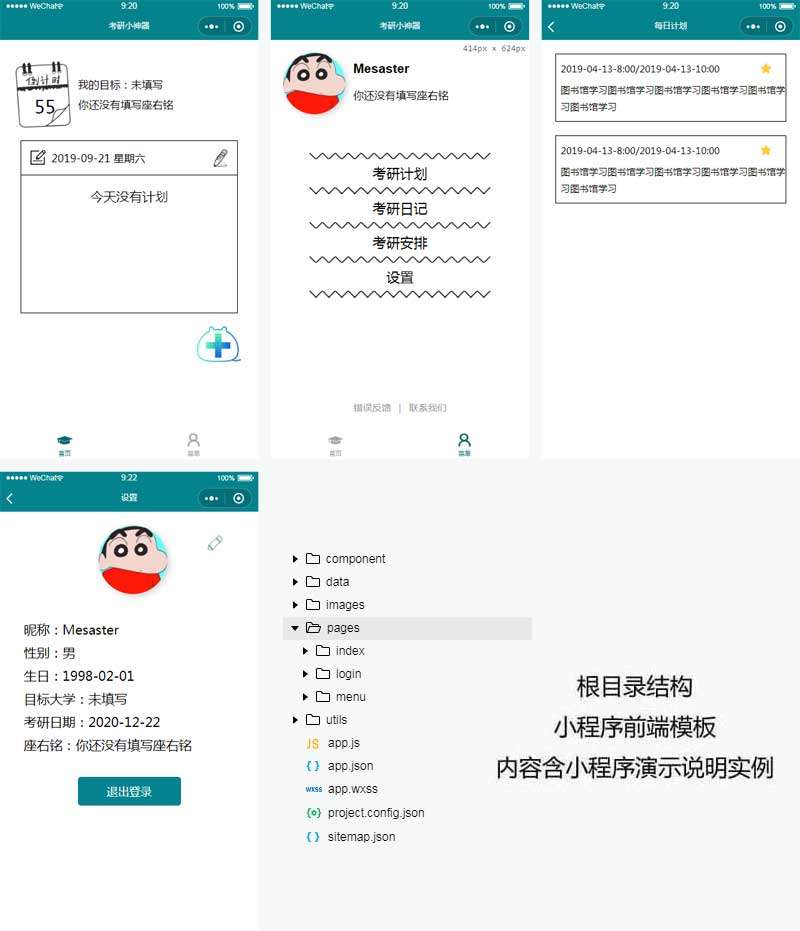 WeChat 9:20 100%
考研小神器
倒计时
55
我的目标：未填写
你还没有填写座右铭
2019-09-21 星期六
今天没有计划
首页
WeChat 9:20 100%
考研小神器
414px × 624px
Mesaster
你还没有填写座右铭
考研计划
考研日记
考研安排
设置
错误反馈 | 联系我们
首页
WeChat 9:20 100%
每日计划
2019-04-13-8:00/2019-04-13-10:00
图书馆学习图书馆学习图书馆学习图书馆学习图书馆学
习图书馆学习
2019-04-13-8:00/2019-04-13-10:00
图书馆学习图书馆学习图书馆学习图书馆学习图书馆学
习图书馆学习
WeChat 9:22 100%
设置
昵称：Mesaster
性别：男
生日：1998-02-01
目标大学：未填写
考研日期：2020-12-22
座右铭：你还没有填写座右铭
退出登录
component
data
images
pages
index
login
menu
utils
JS app.js
{ } app.json
wxss app.wxss
project.config.json
{ } sitemap.json
根目录结构
小程序前端模板
内容含小程序演示说明实例